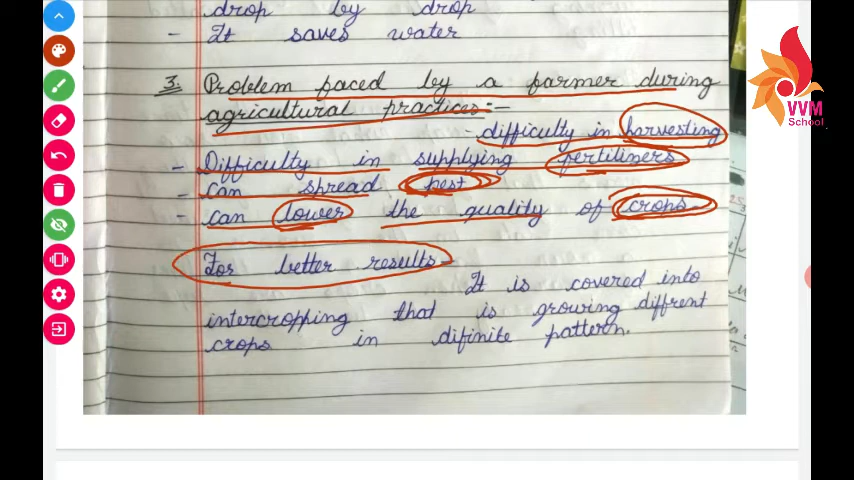 drop by drop
- It saves water
3. Problem faced by a farmer during
agricultural practices:-
- difficulty in harvesting
- Difficulty in supplying fertiliners
- can spread pest
- can lower the quality of crops
For better results -
It is covered into
intercropping that is growing diffrent
crops in difinite pattern.
VVM
School